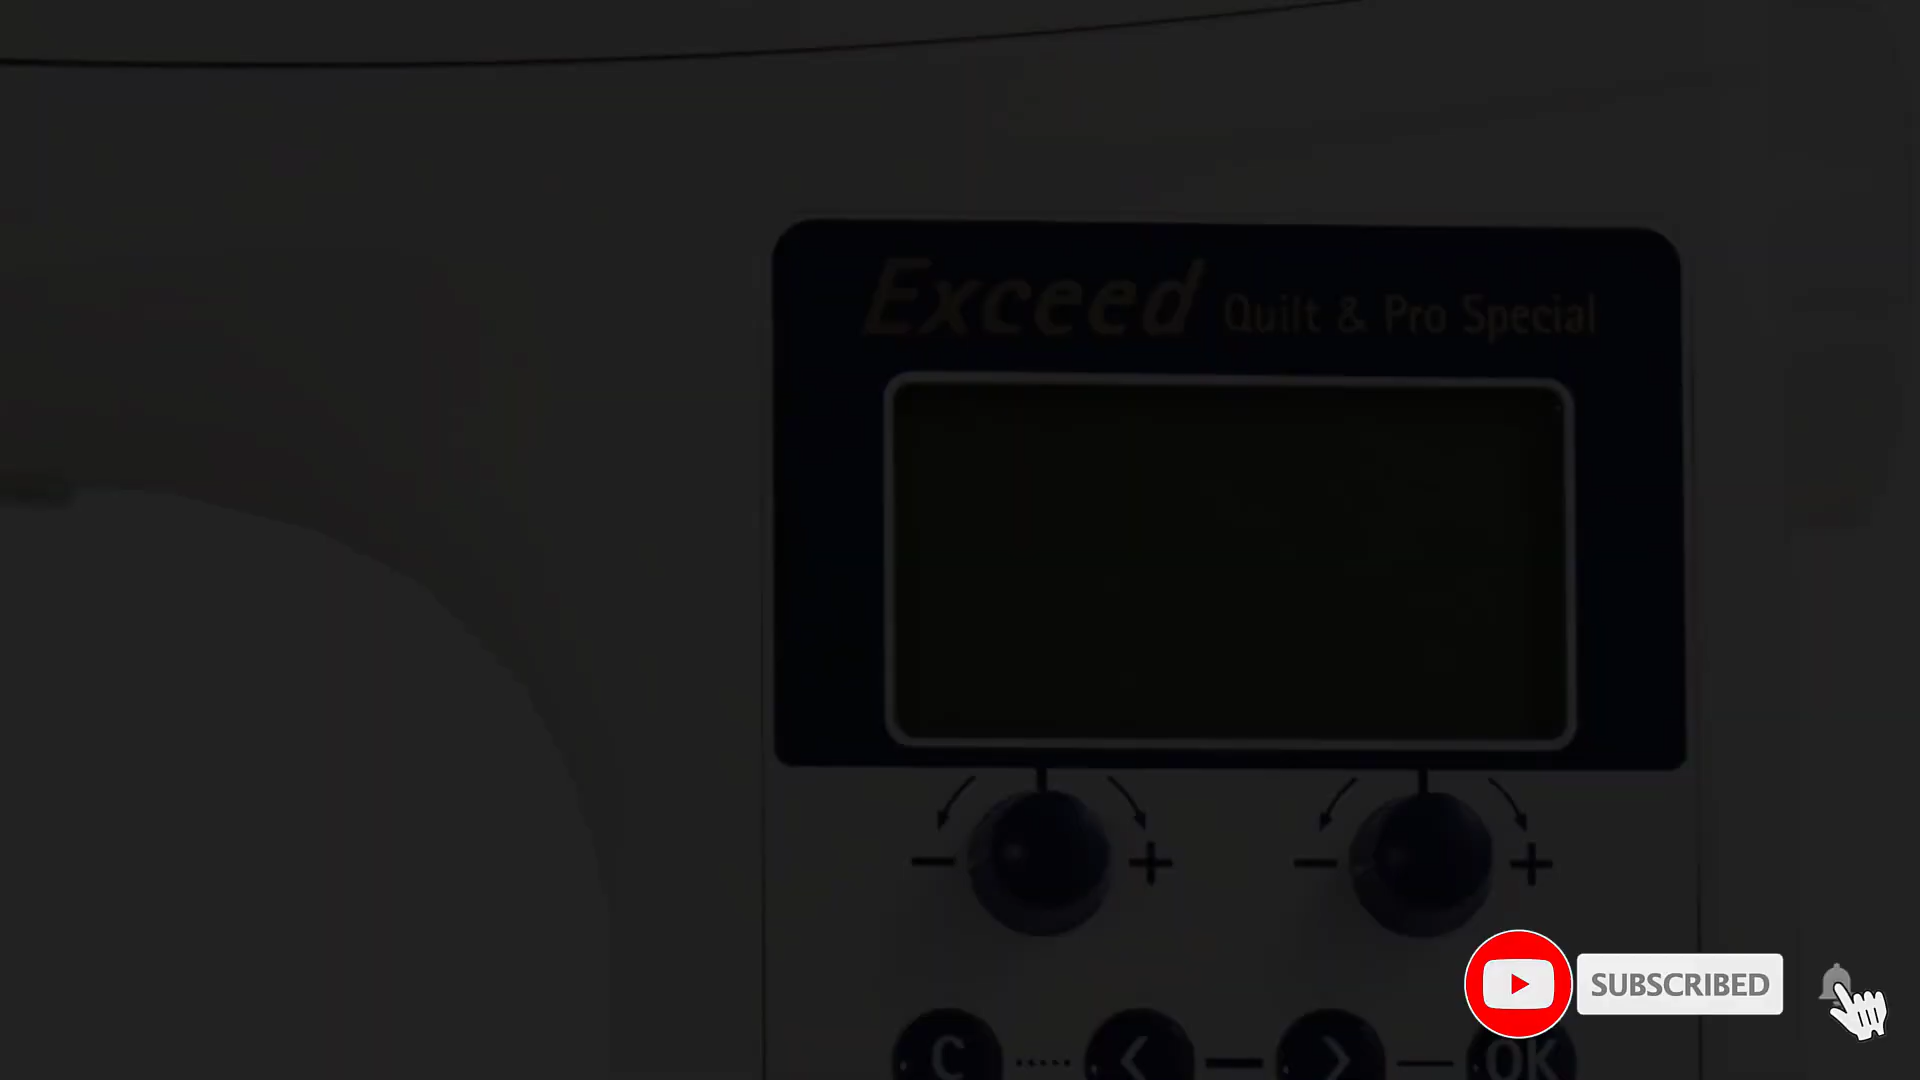 Exceed Quilt & Pro Special
- + - +
C < > OK
SUBSCRIBED